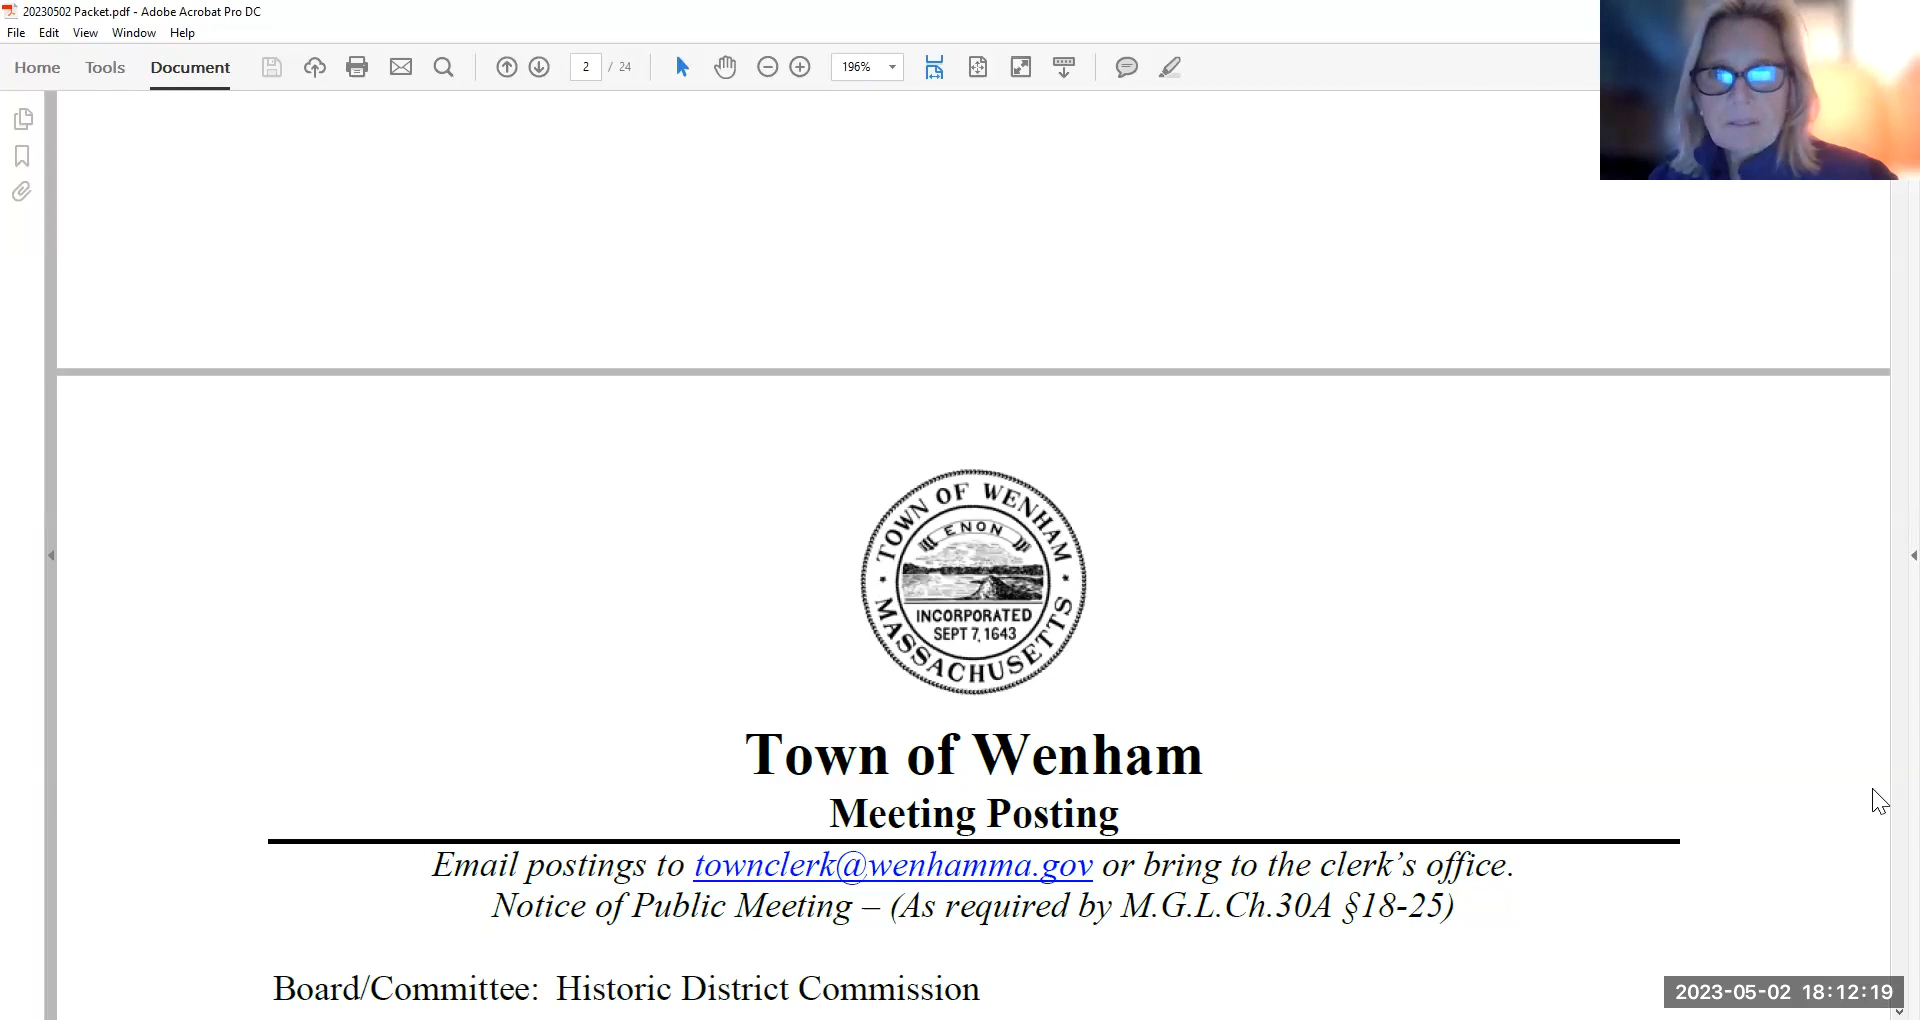 20230502 Packet.pdf - Adobe Acrobat Pro DC
File Edit View Window Help
Home Tools Document 2 / 24 196%
TOWN OF WENHAM
ENON
INCORPORATED
SEPT 7, 1643
MASSACHUSETTS
Town of Wenham
Meeting Posting
Email postings to townclerk@wenhamma.gov or bring to the clerk’s office.
Notice of Public Meeting – (As required by M.G.L.Ch.30A §18-25)
Board/Committee: Historic District Commission
2023-05-02 18:12:19